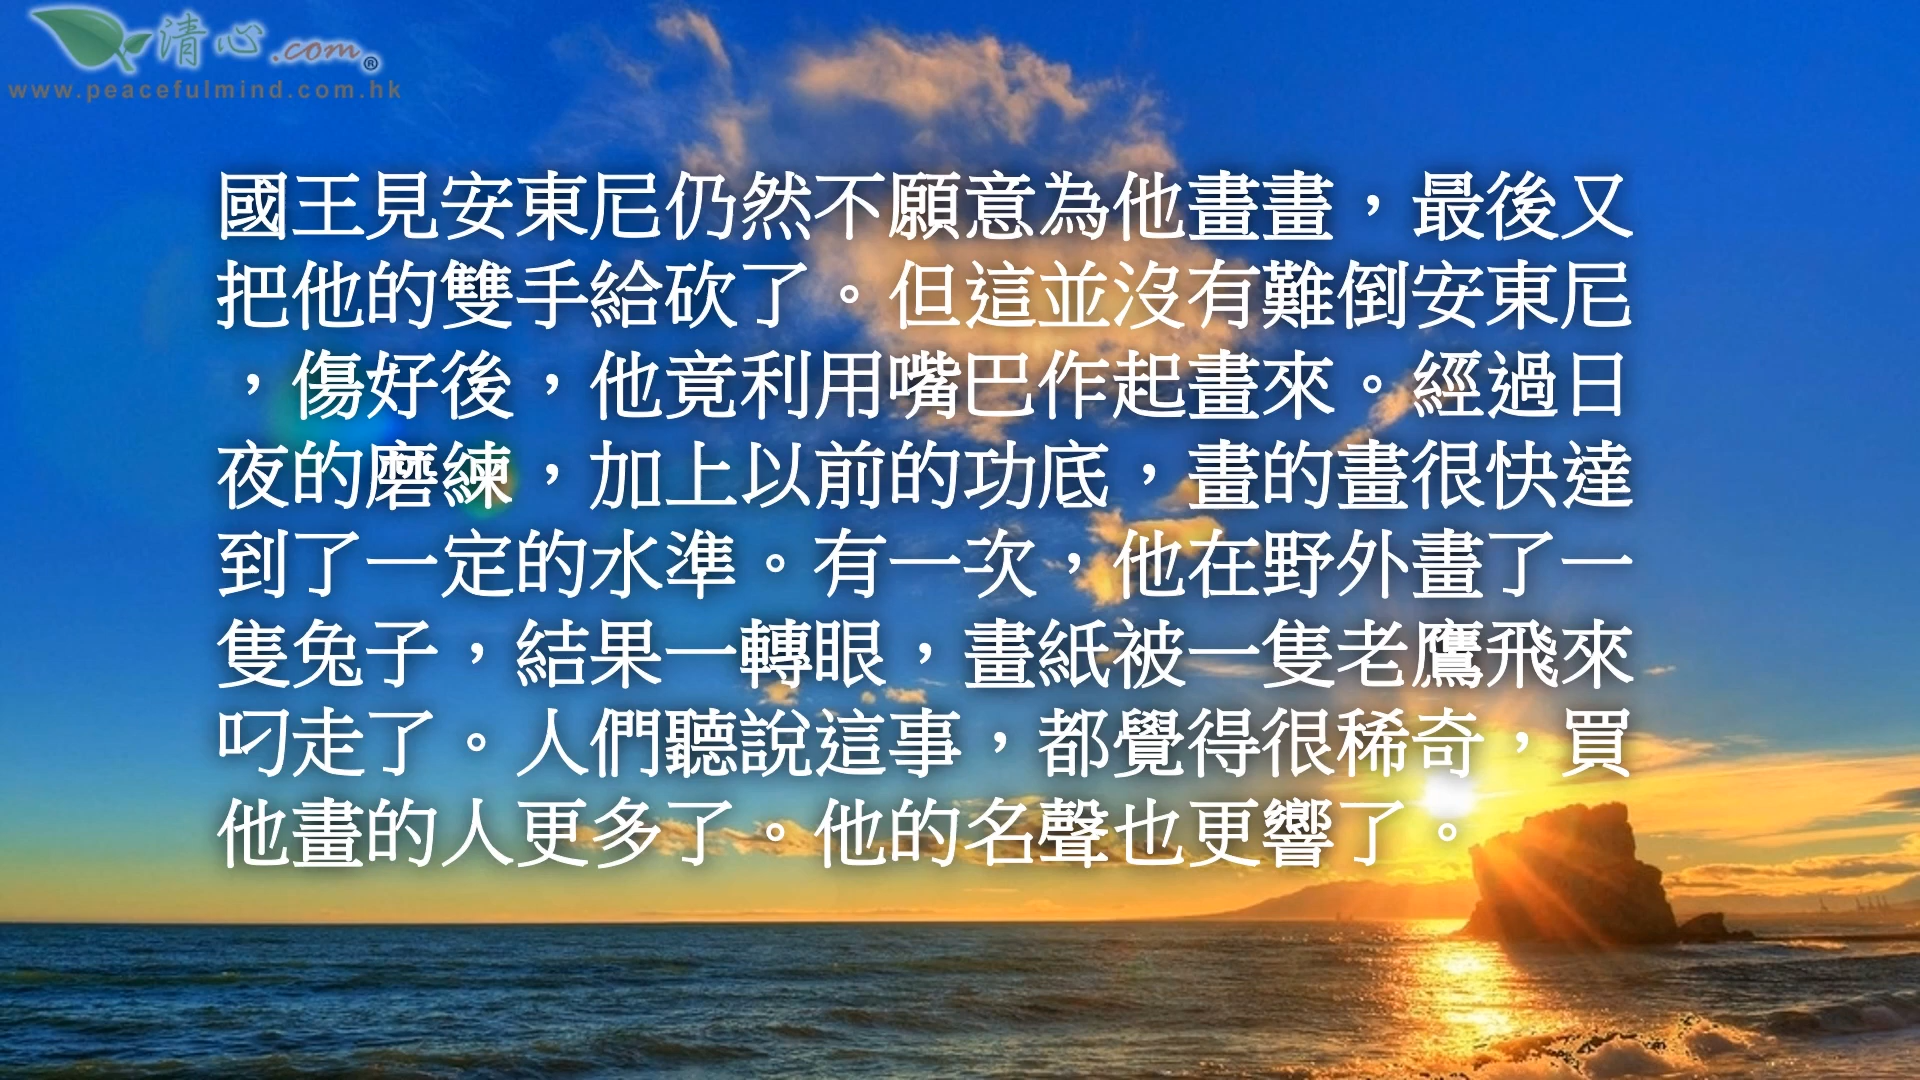 清心.com®
www.peacefulmind.com.hk
國王見安東尼仍然不願意為他畫畫，最後又
把他的雙手給砍了。但這並沒有難倒安東尼
，傷好後，他竟利用嘴巴作起畫來。經過日
夜的磨練，加上以前的功底，畫的畫很快達
到了一定的水準。有一次，他在野外畫了一
隻兔子，結果一轉眼，畫紙被一隻老鷹飛來
叼走了。人們聽說這事，都覺得很稀奇，買
他畫的人更多了。他的名聲也更響了。